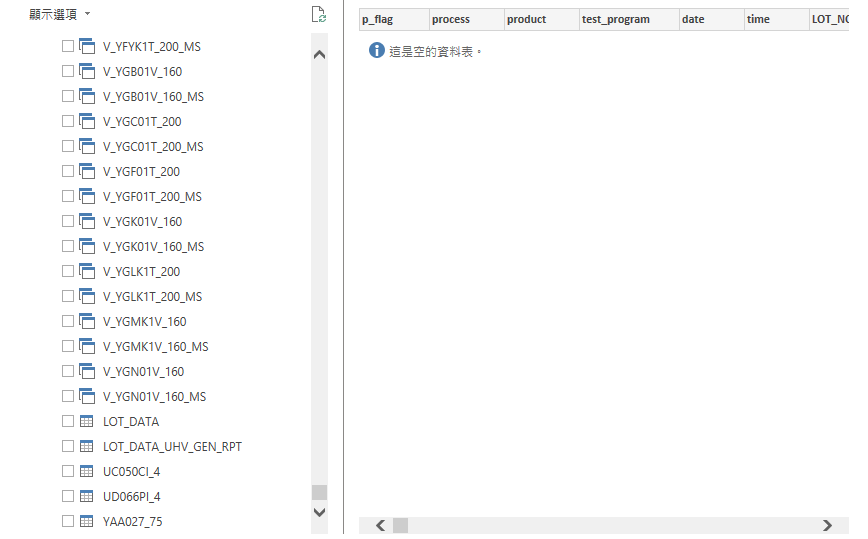 顯示選項
V_YFYK1T_200_MS
V_YGB01V_160
V_YGB01V_160_MS
V_YGC01T_200
V_YGC01T_200_MS
V_YGF01T_200
V_YGF01T_200_MS
V_YGK01V_160
V_YGK01V_160_MS
V_YGLK1T_200
V_YGLK1T_200_MS
V_YGMK1V_160
V_YGMK1V_160_MS
V_YGN01V_160
V_YGN01V_160_MS
LOT_DATA
LOT_DATA_UHV_GEN_RPT
UC050CI_4
UD066PI_4
YAA027_75
p_flag process product test_program date time LOT_NO
這是空的資料表。